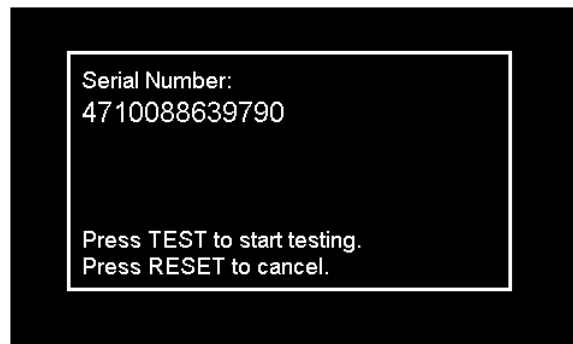 Serial Number:
4710088639790
Press TEST to start testing.
Press RESET to cancel.